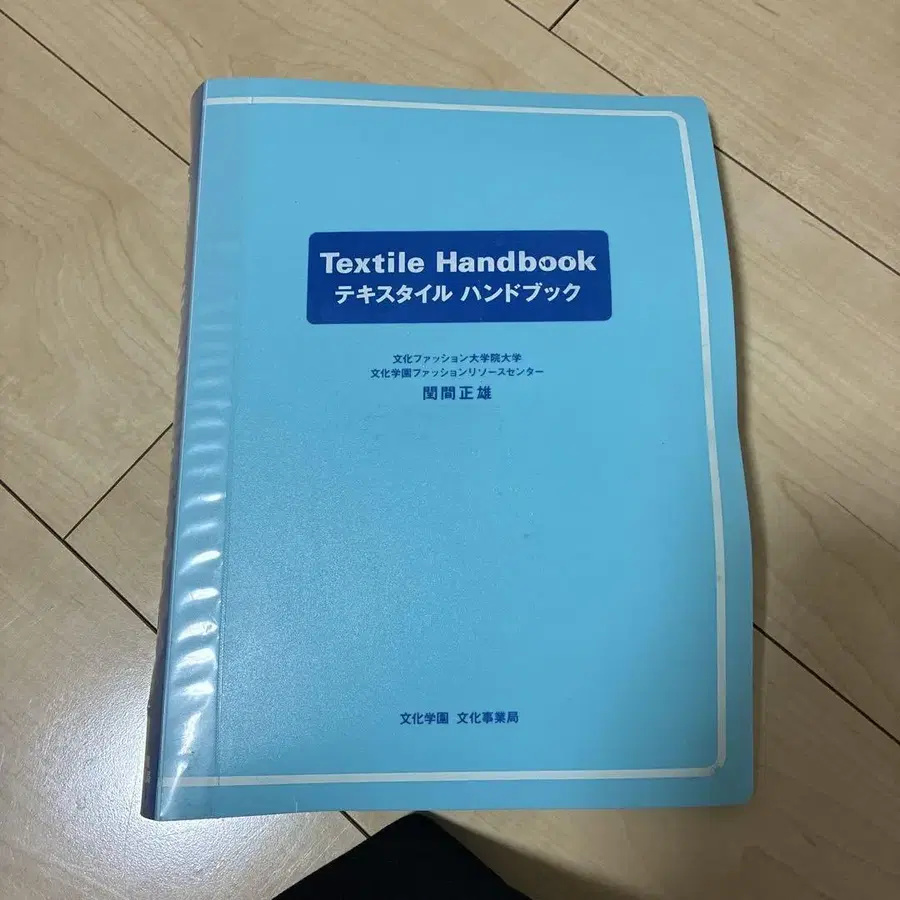 Textile Handbook
テキスタイル ハンドブック
文化ファッション大学院大学
文化学園ファッションリソースセンター
閏間正雄
文化学園 文化事業局